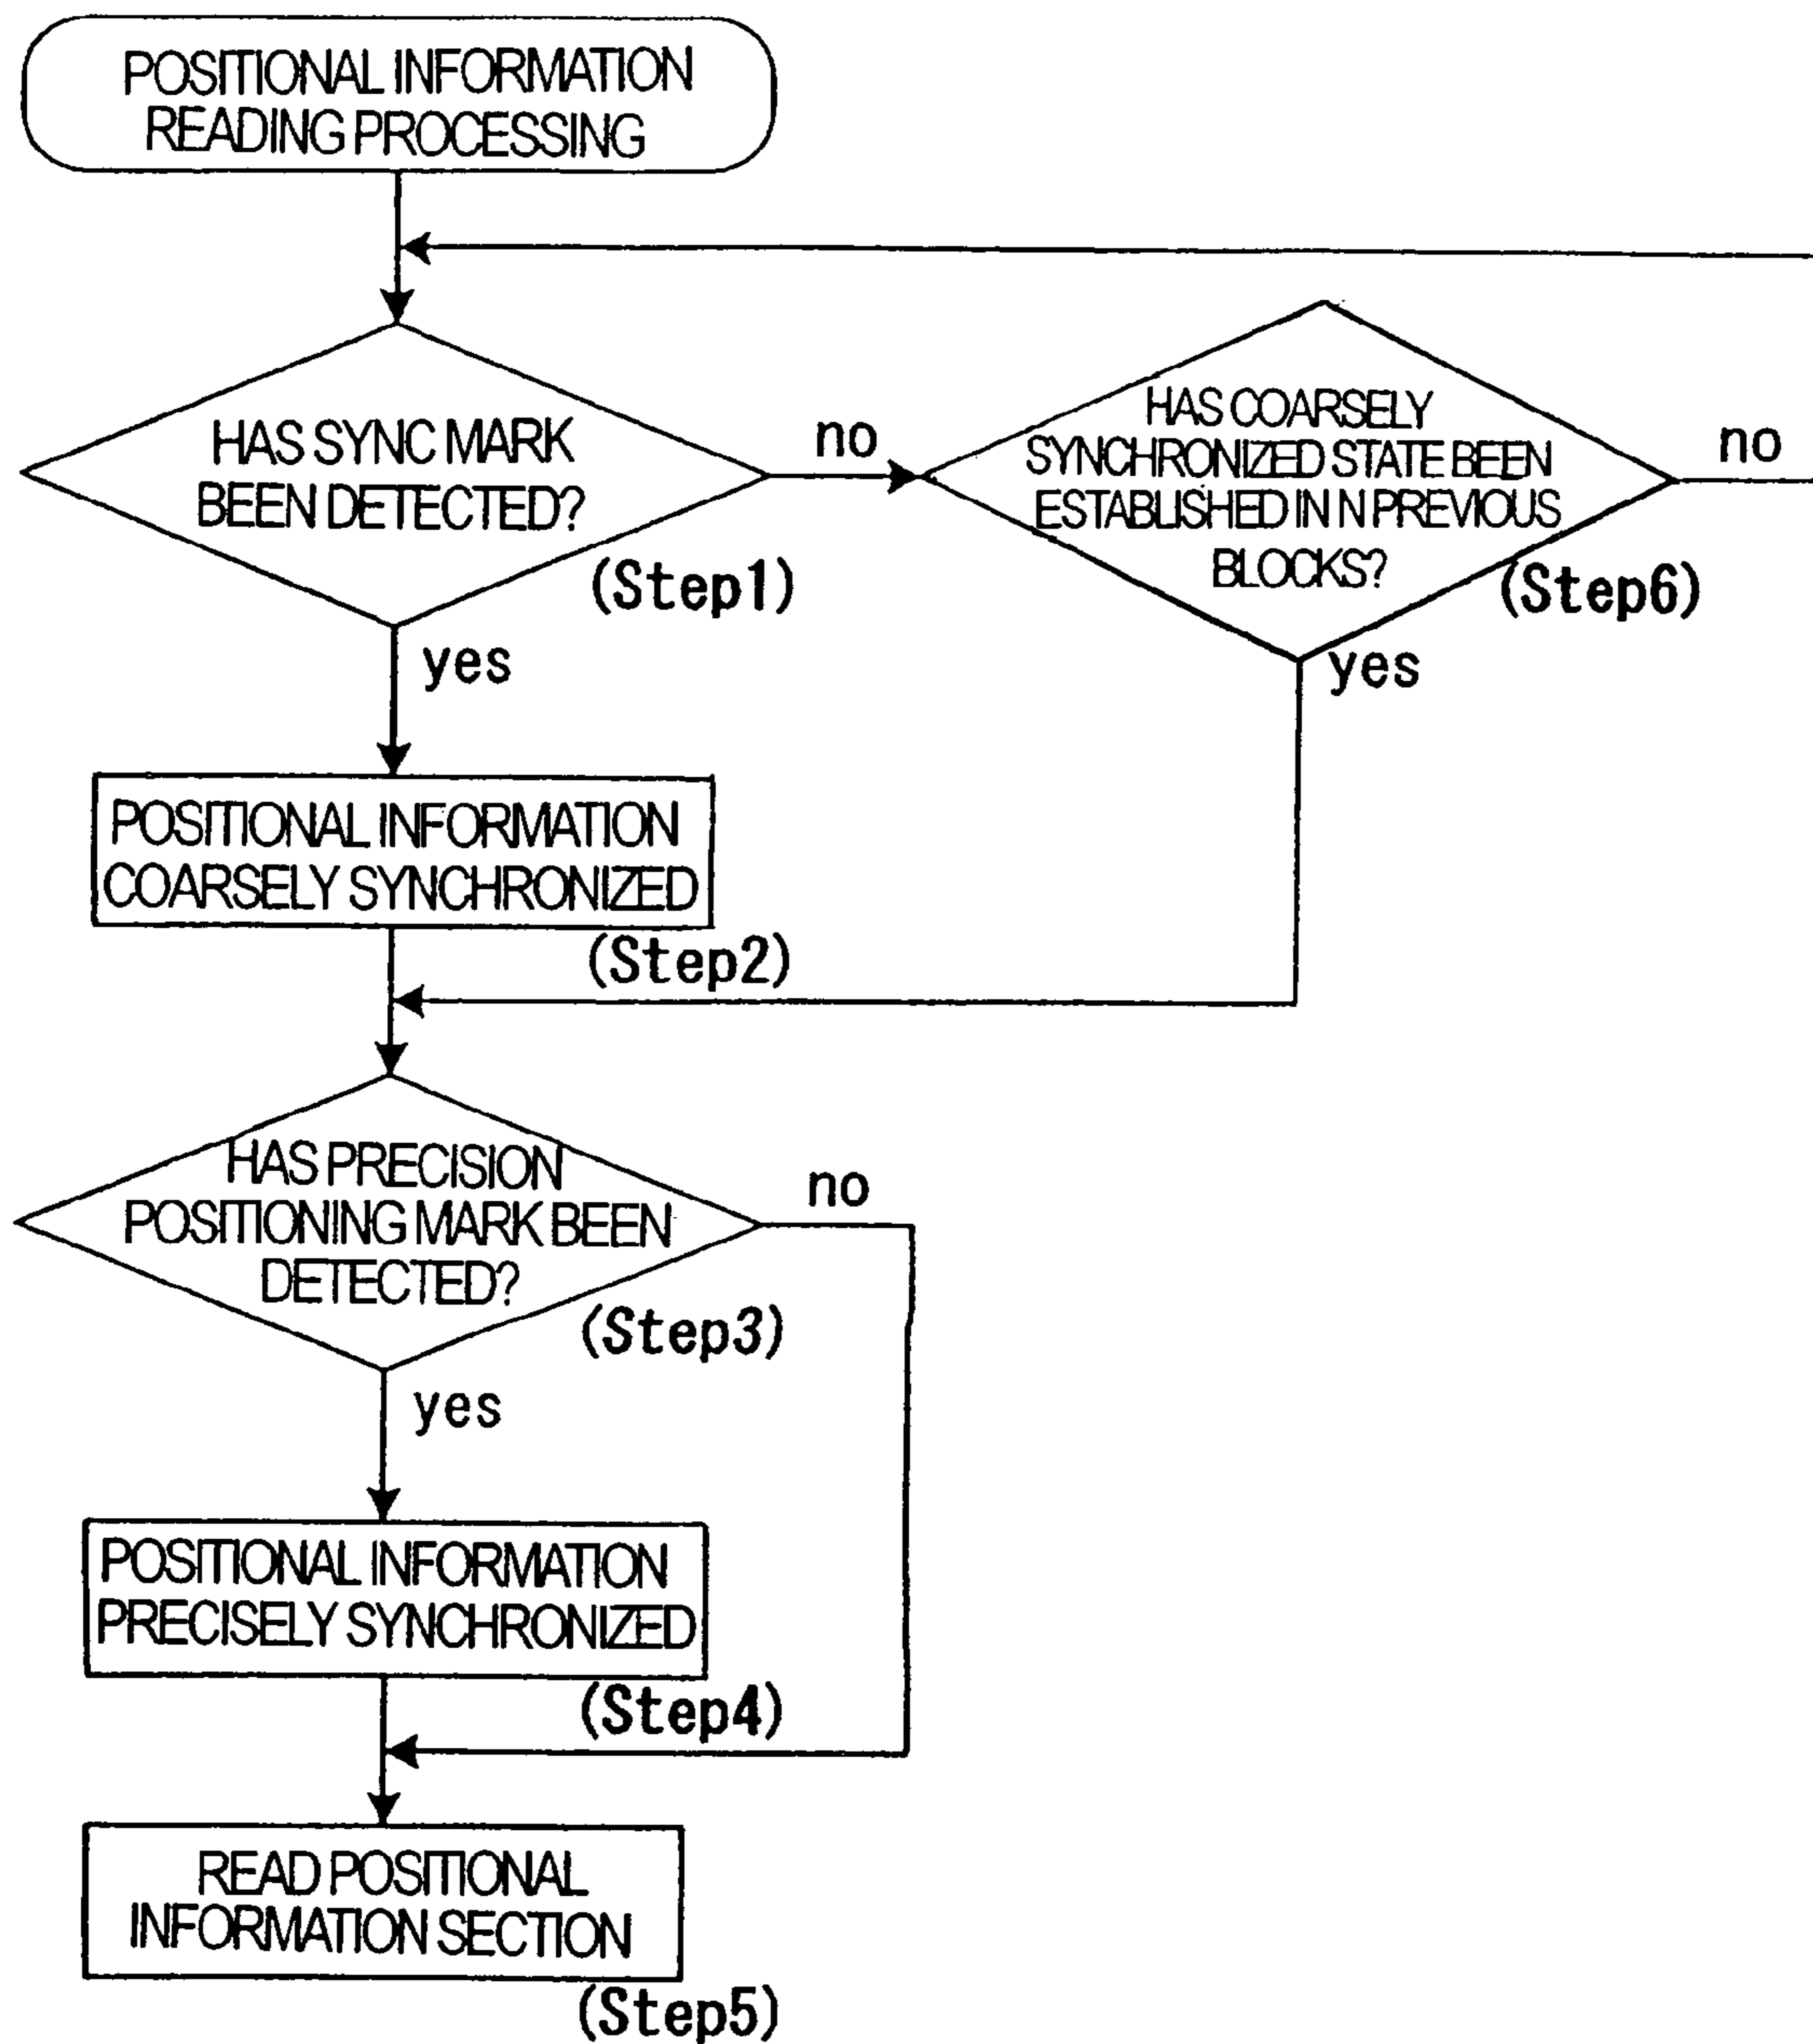 POSITIONAL INFORMATION
READING PROCESSING
HAS SYNC MARK
BEEN DETECTED?
(Step1)
no
HAS COARSELY
SYNCHRONIZED STATE BEEN
ESTABLISHED IN N PREVIOUS
BLOCKS?
(Step6)
no
yes
yes
POSITIONAL INFORMATION
COARSELY SYNCHRONIZED
(Step2)
HAS PRECISION
POSITIONING MARK BEEN
DETECTED?
(Step3)
no
yes
POSITIONAL INFORMATION
PRECISELY SYNCHRONIZED
(Step4)
READ POSITIONAL
INFORMATION SECTION
(Step5)